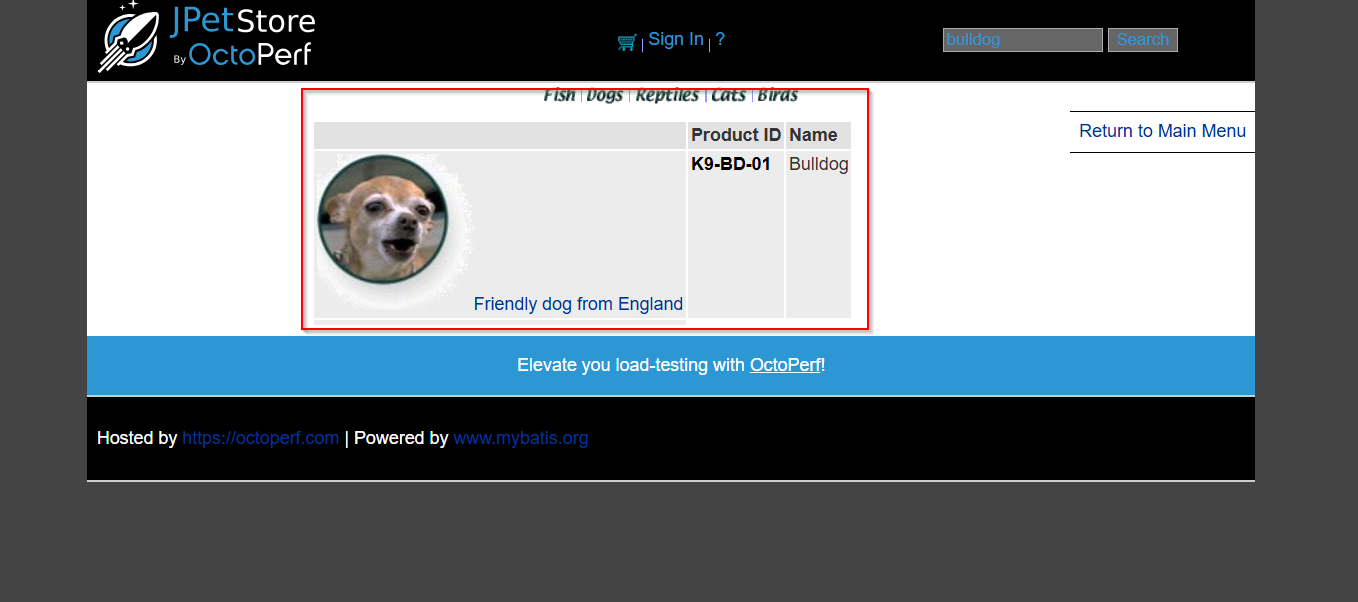 JPetStore
By OctoPerf
Sign In ?
bulldog Search
Fish Dogs Reptiles Cats Birds
Return to Main Menu
Product ID Name
K9-BD-01 Bulldog
Friendly dog from England
Elevate you load-testing with OctoPerf!
Hosted by https://octoperf.com | Powered by www.mybatis.org